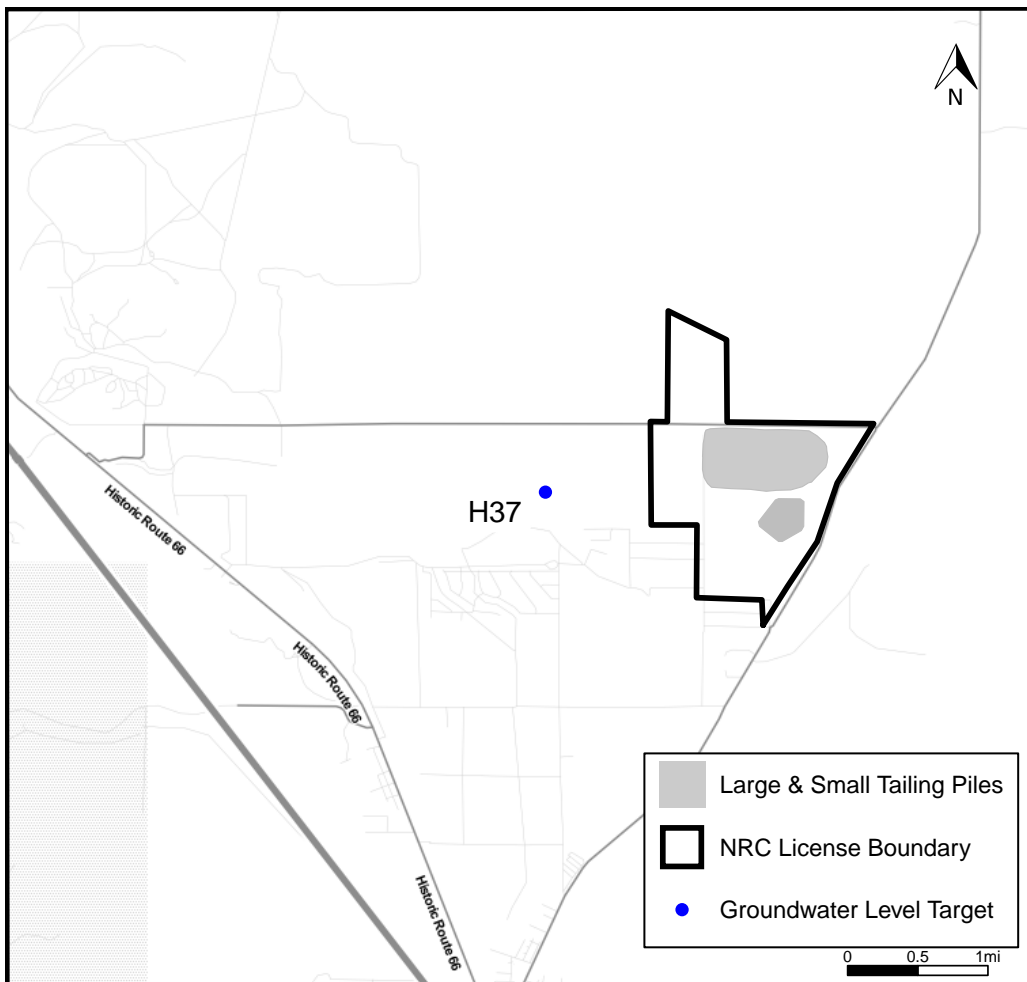 N
Historic Route 66
H37
Historic Route 66
Historic Route 66
Large & Small Tailing Piles
NRC License Boundary
Groundwater Level Target
0 0.5 1mi